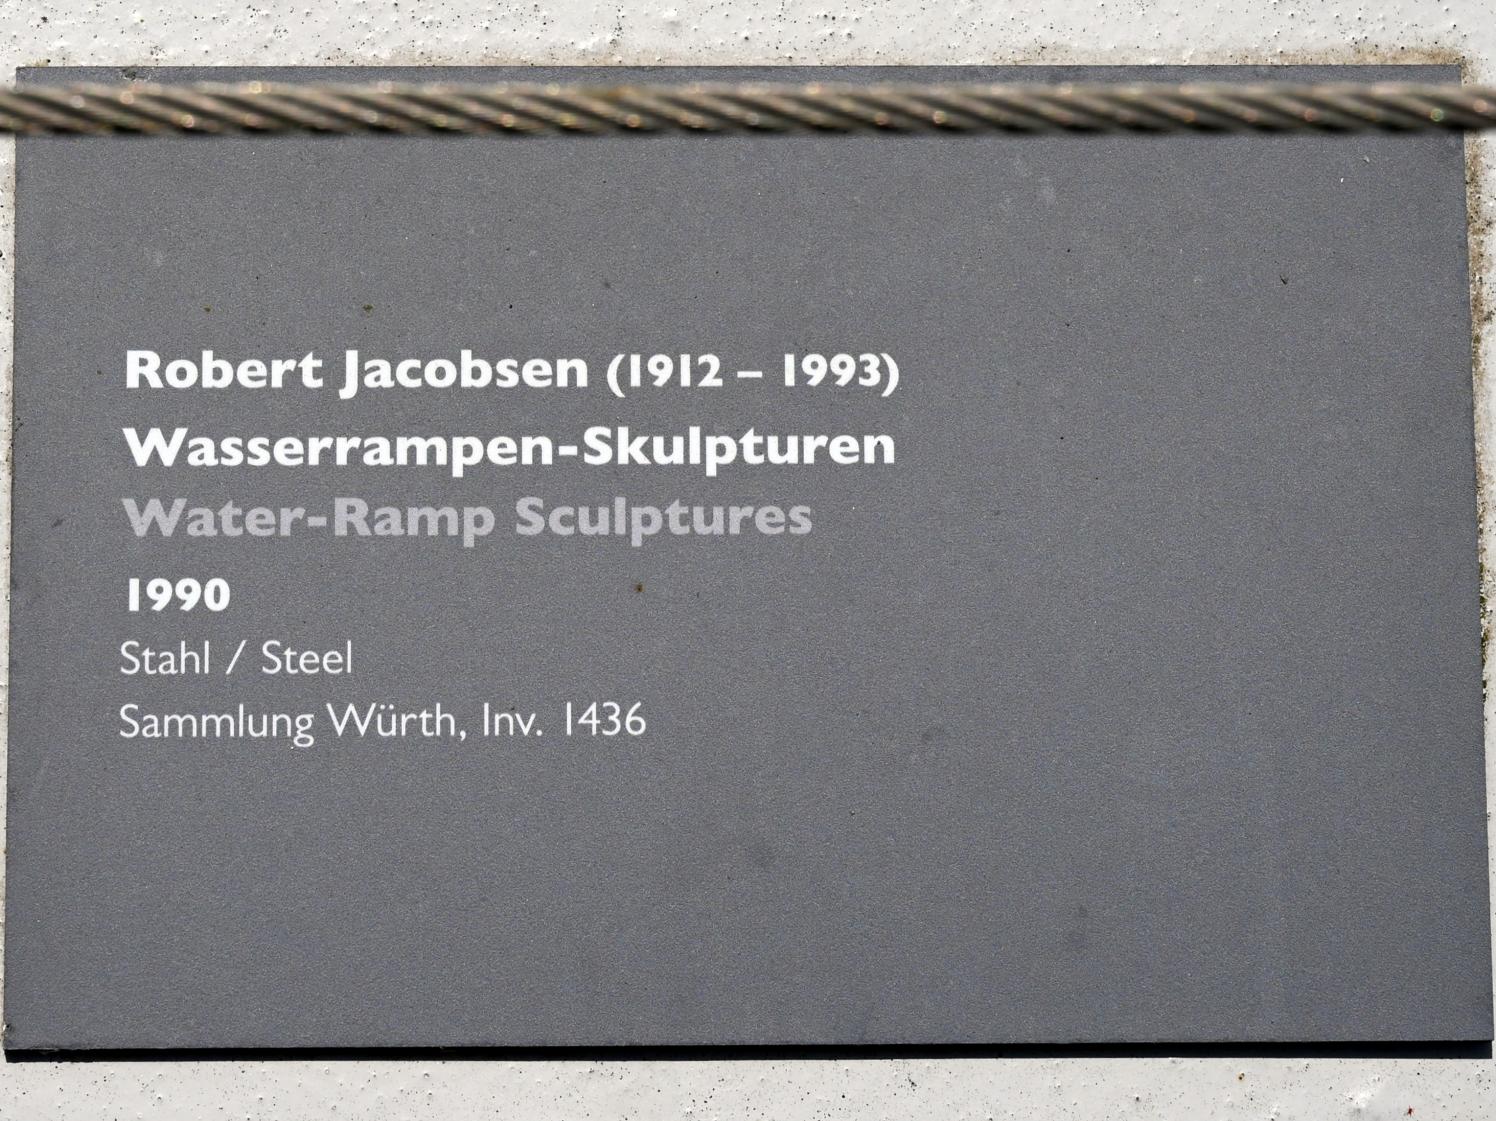 Robert Jacobsen (1912 – 1993)
Wasserrampen-Skulpturen
Water-Ramp Sculptures
1990
Stahl / Steel
Sammlung Würth, Inv. 1436